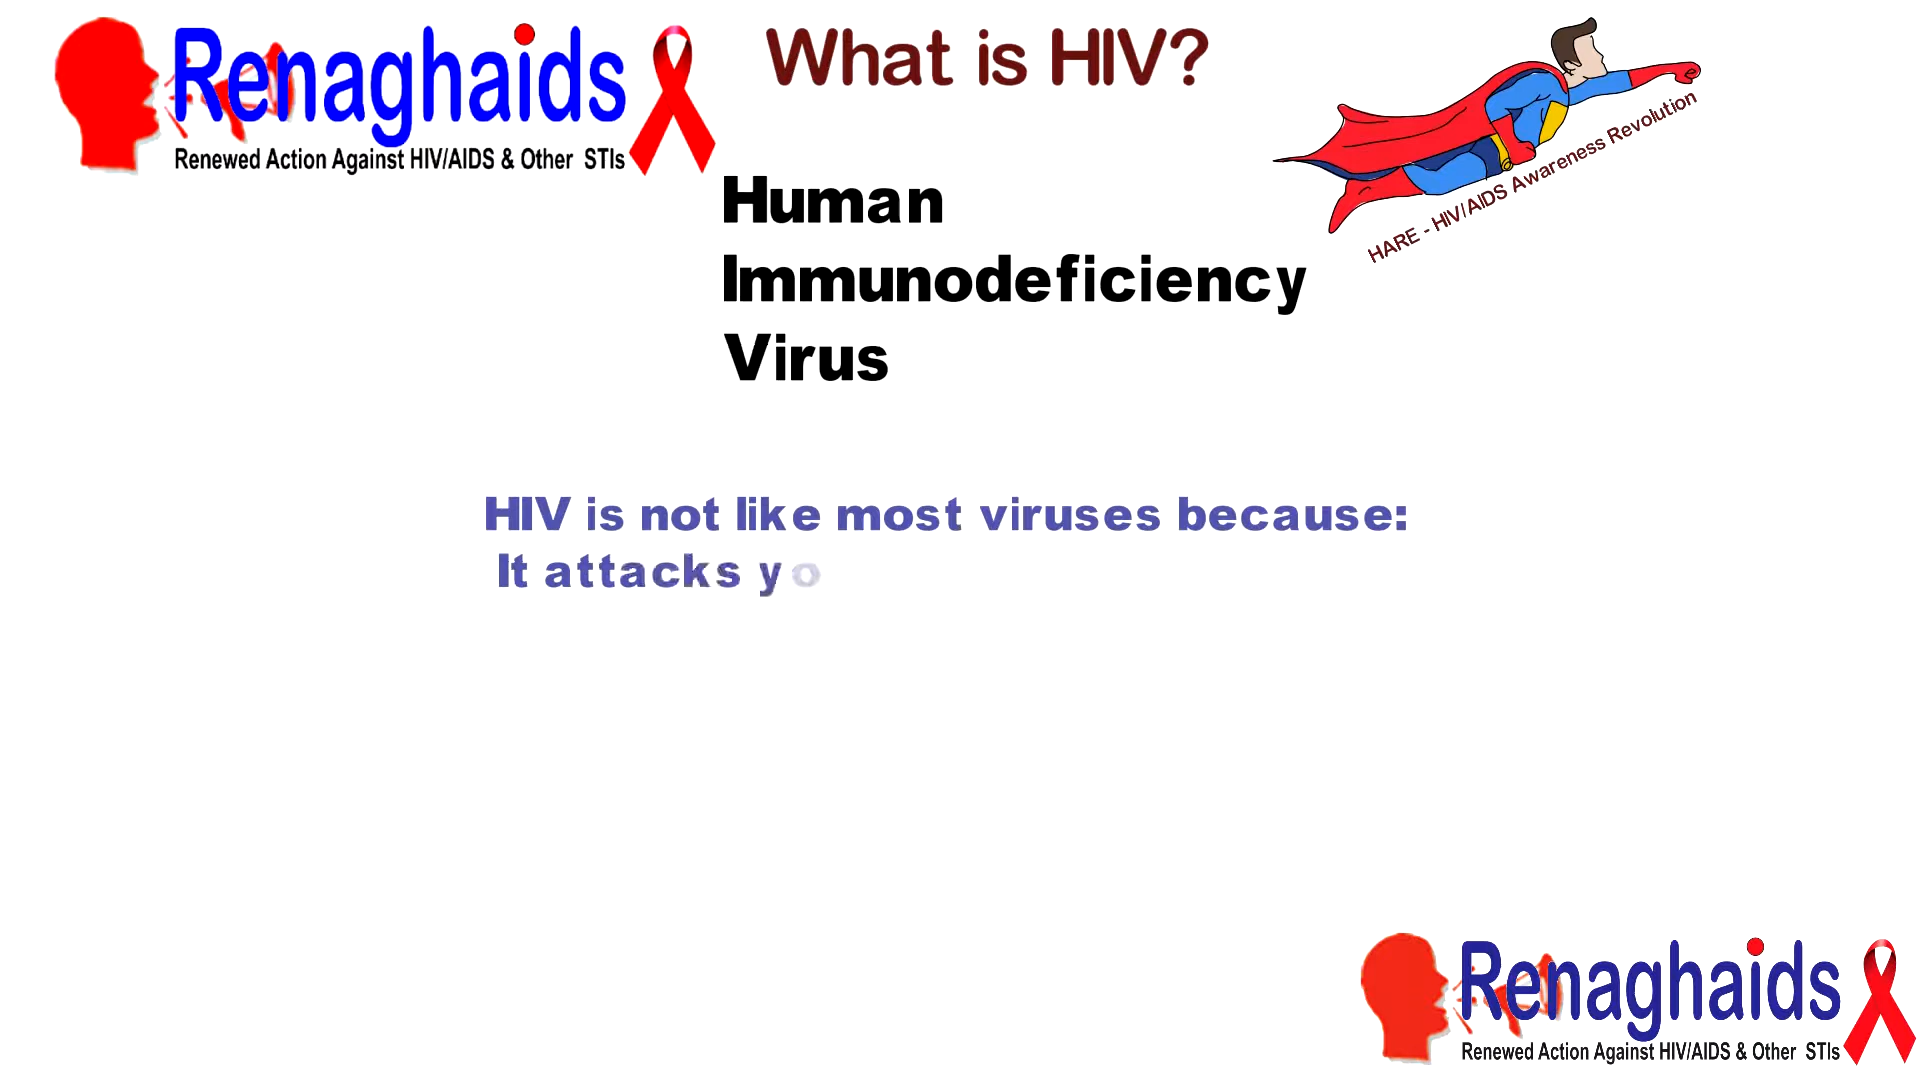 Renaghaids
Renewed Action Against HIV/AIDS & Other STIs
What is HIV?
HARE - HIV/AIDS Awareness Revolution
Human
Immunodeficiency
Virus
HIV is not like most viruses because:
It attacks yo
Renaghaids
Renewed Action Against HIV/AIDS & Other STIs